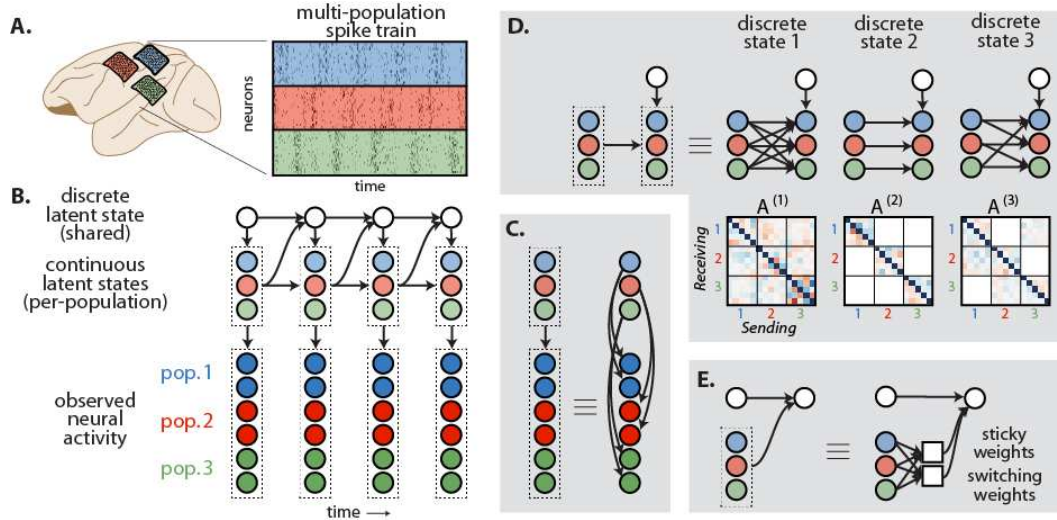 A.
multi-population
spike train
neurons
time
B.
discrete
latent state
(shared)
continuous
latent states
(per-population)
pop. 1
observed
neural
activity
pop. 2
pop. 3
time
C.
D.
discrete
state 1
discrete
state 2
discrete
state 3
A(1)
A(2)
A(3)
Receiving
1
2
3
1
2
3
1
2
3
1 2 3
1 2 3
1 2 3
Sending
E.
sticky
weights
switching
weights